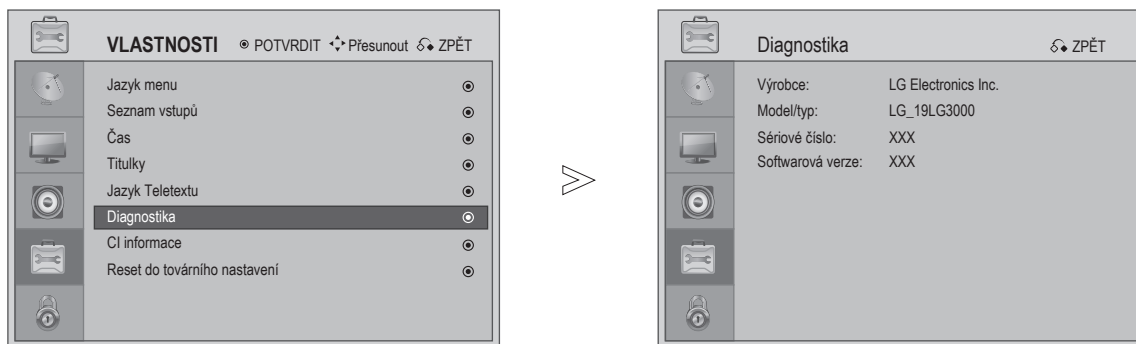 VLASTNOSTI POTVRDIT Přesunout ZPĚT
Jazyk menu
Seznam vstupů
Čas
Titulky
Jazyk Teletextu
Diagnostika
CI informace
Reset do továrního nastavení
>
Diagnostika ZPĚT
Výrobce: LG Electronics Inc.
Model/typ: LG_19LG3000
Sériové číslo: XXX
Softwarová verze: XXX